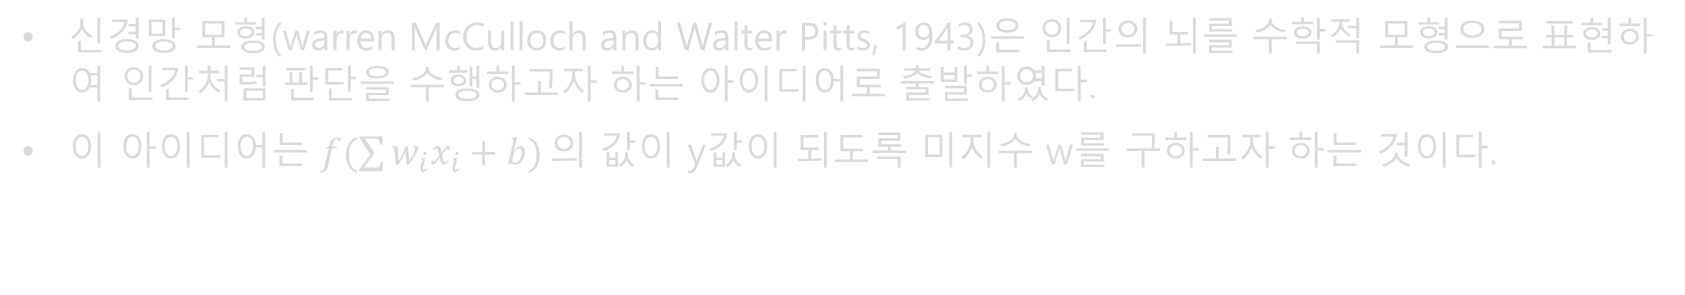 • 신경망 모형(warren McCulloch and Walter Pitts, 1943)은 인간의 뇌를 수학적 모형으로 표현하
여 인간처럼 판단을 수행하고자 하는 아이디어로 출발하였다.
• 이 아이디어는 𝑓(∑𝑤ᵢ𝑥ᵢ + 𝑏) 의 값이 y값이 되도록 미지수 w를 구하고자 하는 것이다.